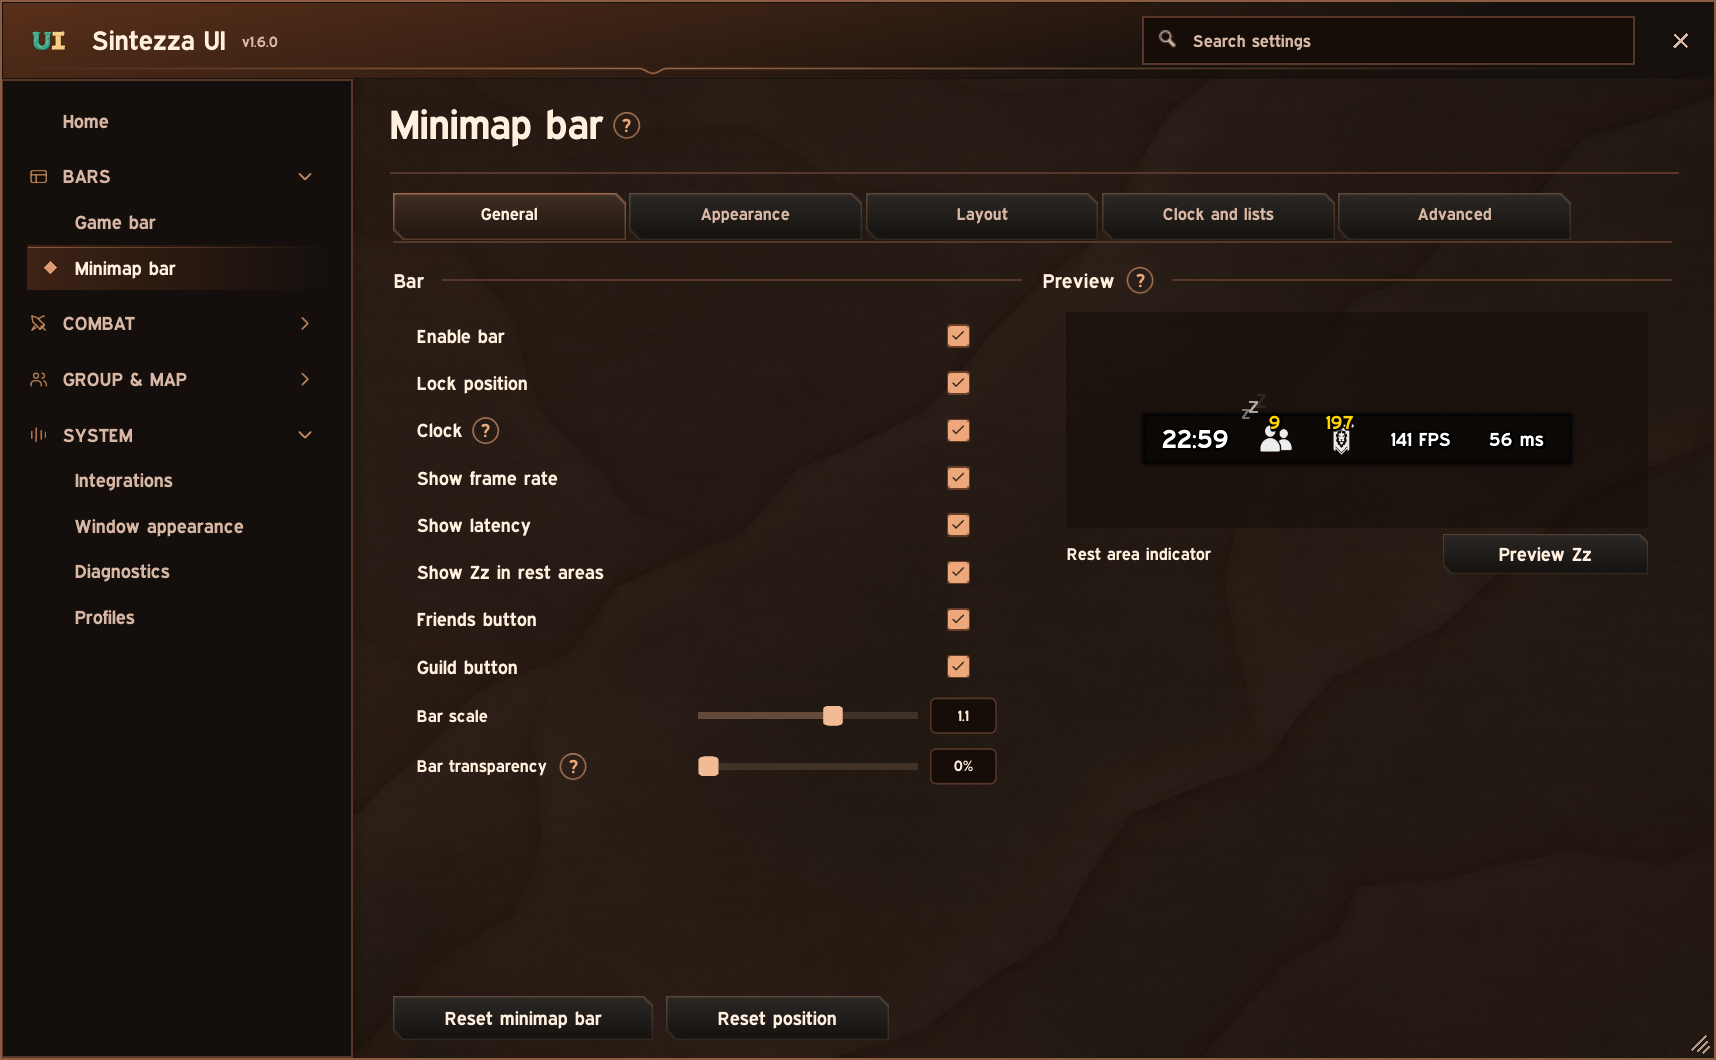 UI Sintezza UI v1.6.0
Search settings
Home
BARS
Game bar
Minimap bar
COMBAT
GROUP & MAP
SYSTEM
Integrations
Window appearance
Diagnostics
Profiles
Minimap bar ?
General
Appearance
Layout
Clock and lists
Advanced
Bar
Enable bar
Lock position
Clock ?
Show frame rate
Show latency
Show Zz in rest areas
Friends button
Guild button
Bar scale
1.1
Bar transparency ?
0%
Preview ?
zZZ
22:59
9
197
141 FPS
56 ms
Rest area indicator
Preview Zz
Reset minimap bar
Reset position